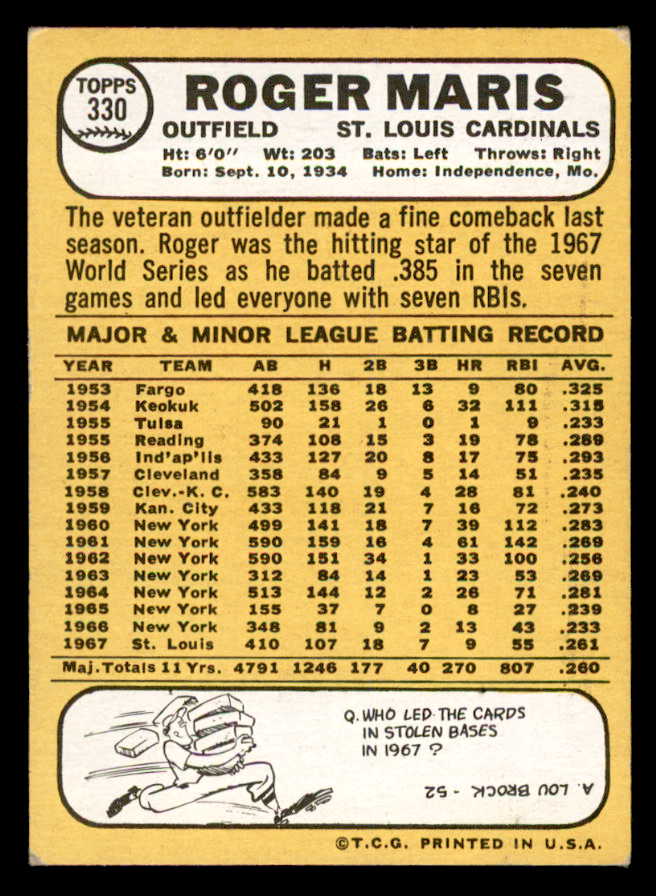 TOPPS
330
ROGER MARIS
OUTFIELD ST. LOUIS CARDINALS
Ht: 6'0" Wt: 203 Bats: Left Throws: Right
Born: Sept. 10, 1934 Home: Independence, Mo.
The veteran outfielder made a fine comeback last
season. Roger was the hitting star of the 1967
World Series as he batted .385 in the seven
games and led everyone with seven RBIs.
MAJOR & MINOR LEAGUE BATTING RECORD
YEAR TEAM AB H 2B 3B HR RBI AVG.
1953 Fargo 418 136 18 13 9 80 .325
1954 Keokuk 502 158 26 6 32 111 .315
1955 Tulsa 90 21 1 0 1 9 .233
1955 Reading 374 108 15 3 19 78 .289
1956 Ind'ap'lis 433 127 20 8 17 75 .293
1957 Cleveland 358 84 9 5 14 51 .235
1958 Clev.-K. C. 583 140 19 4 28 81 .240
1959 Kan. City 433 118 21 7 16 72 .273
1960 New York 499 141 18 7 39 112 .283
1961 New York 590 159 16 4 61 142 .269
1962 New York 590 151 34 1 33 100 .256
1963 New York 312 84 14 1 23 53 .269
1964 New York 513 144 12 2 26 71 .281
1965 New York 155 37 7 0 8 27 .239
1966 New York 348 81 9 2 13 43 .233
1967 St. Louis 410 107 18 7 9 55 .261
Maj. Totals 11 Yrs. 4791 1246 177 40 270 807 .260
Q. WHO LED THE CARDS
IN STOLEN BASES
IN 1967 ?
A. LOU BROCK - 52
©T.C.G. PRINTED IN U.S.A.